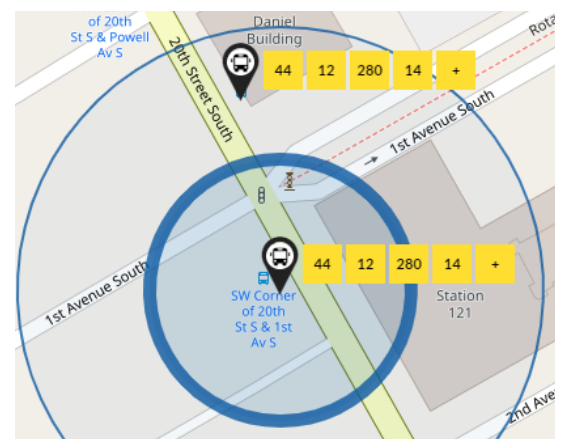 of 20th
St S & Powell
Av S
Daniel
Building
Rota
20th Street South
44 12 280 14 +
1st Avenue South
44 12 280 14 +
1st Avenue South
SW Corner
of 20th
St S & 1st
Av S
Station
121
2nd Ave